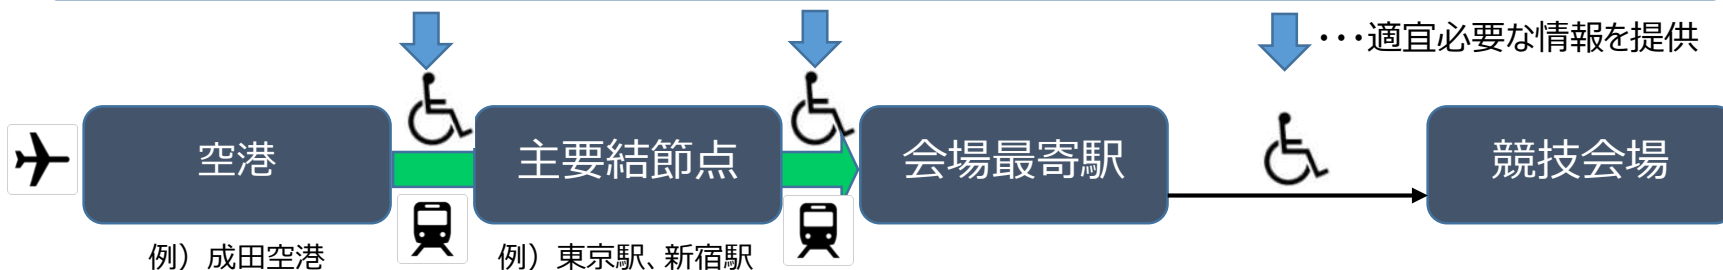 ・・・適宜必要な情報を提供
空港
主要結節点
会場最寄駅
競技会場
例）成田空港
例）東京駅、新宿駅